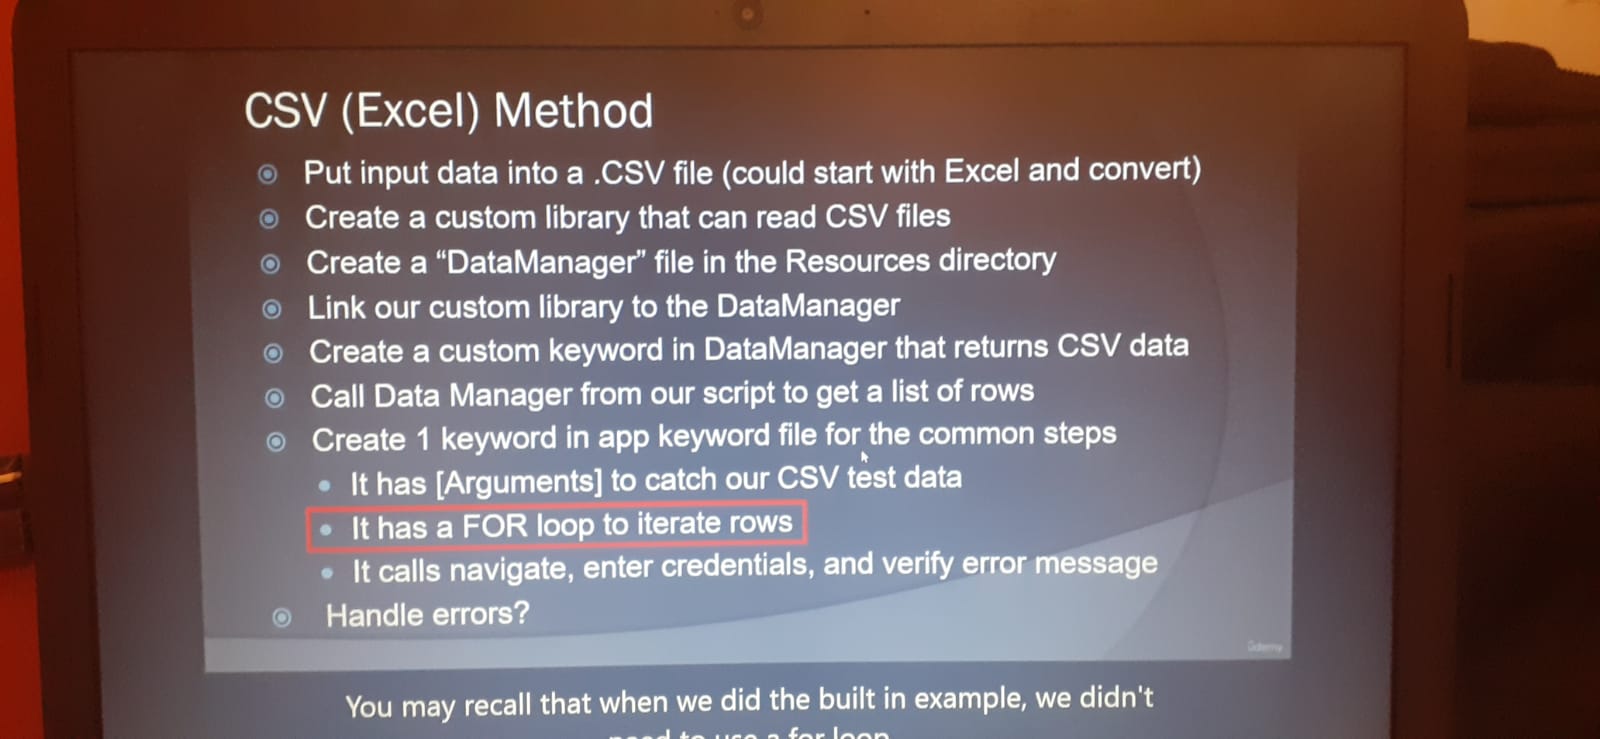 CSV (Excel) Method
Put input data into a .CSV file (could start with Excel and convert)
Create a custom library that can read CSV files
Create a “DataManager” file in the Resources directory
Link our custom library to the DataManager
Create a custom keyword in DataManager that returns CSV data
Call Data Manager from our script to get a list of rows
Create 1 keyword in app keyword file for the common steps
It has [Arguments] to catch our CSV test data
It has a FOR loop to iterate rows
It calls navigate, enter credentials, and verify error message
Handle errors?
Udemy
You may recall that when we did the built in example, we didn't
need to use a for loop